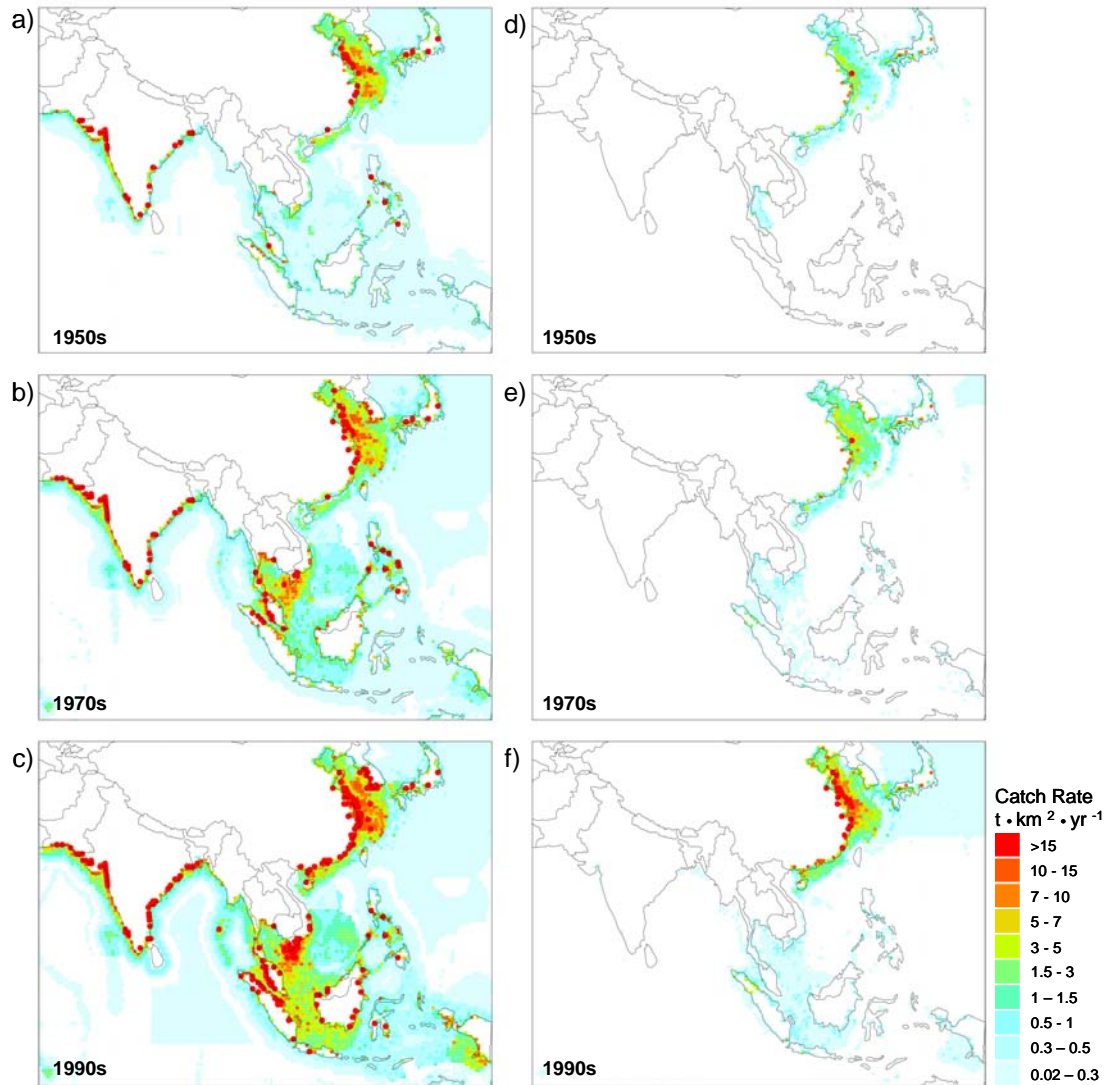 a)
1950s
d)
1950s
b)
1970s
e)
1970s
c)
1990s
f)
1990s
Catch Rate
t • km ² • yr ⁻¹
>15
10 - 15
7 - 10
5 - 7
3 - 5
1.5 - 3
1 – 1.5
0.5 - 1
0.3 – 0.5
0.02 – 0.3